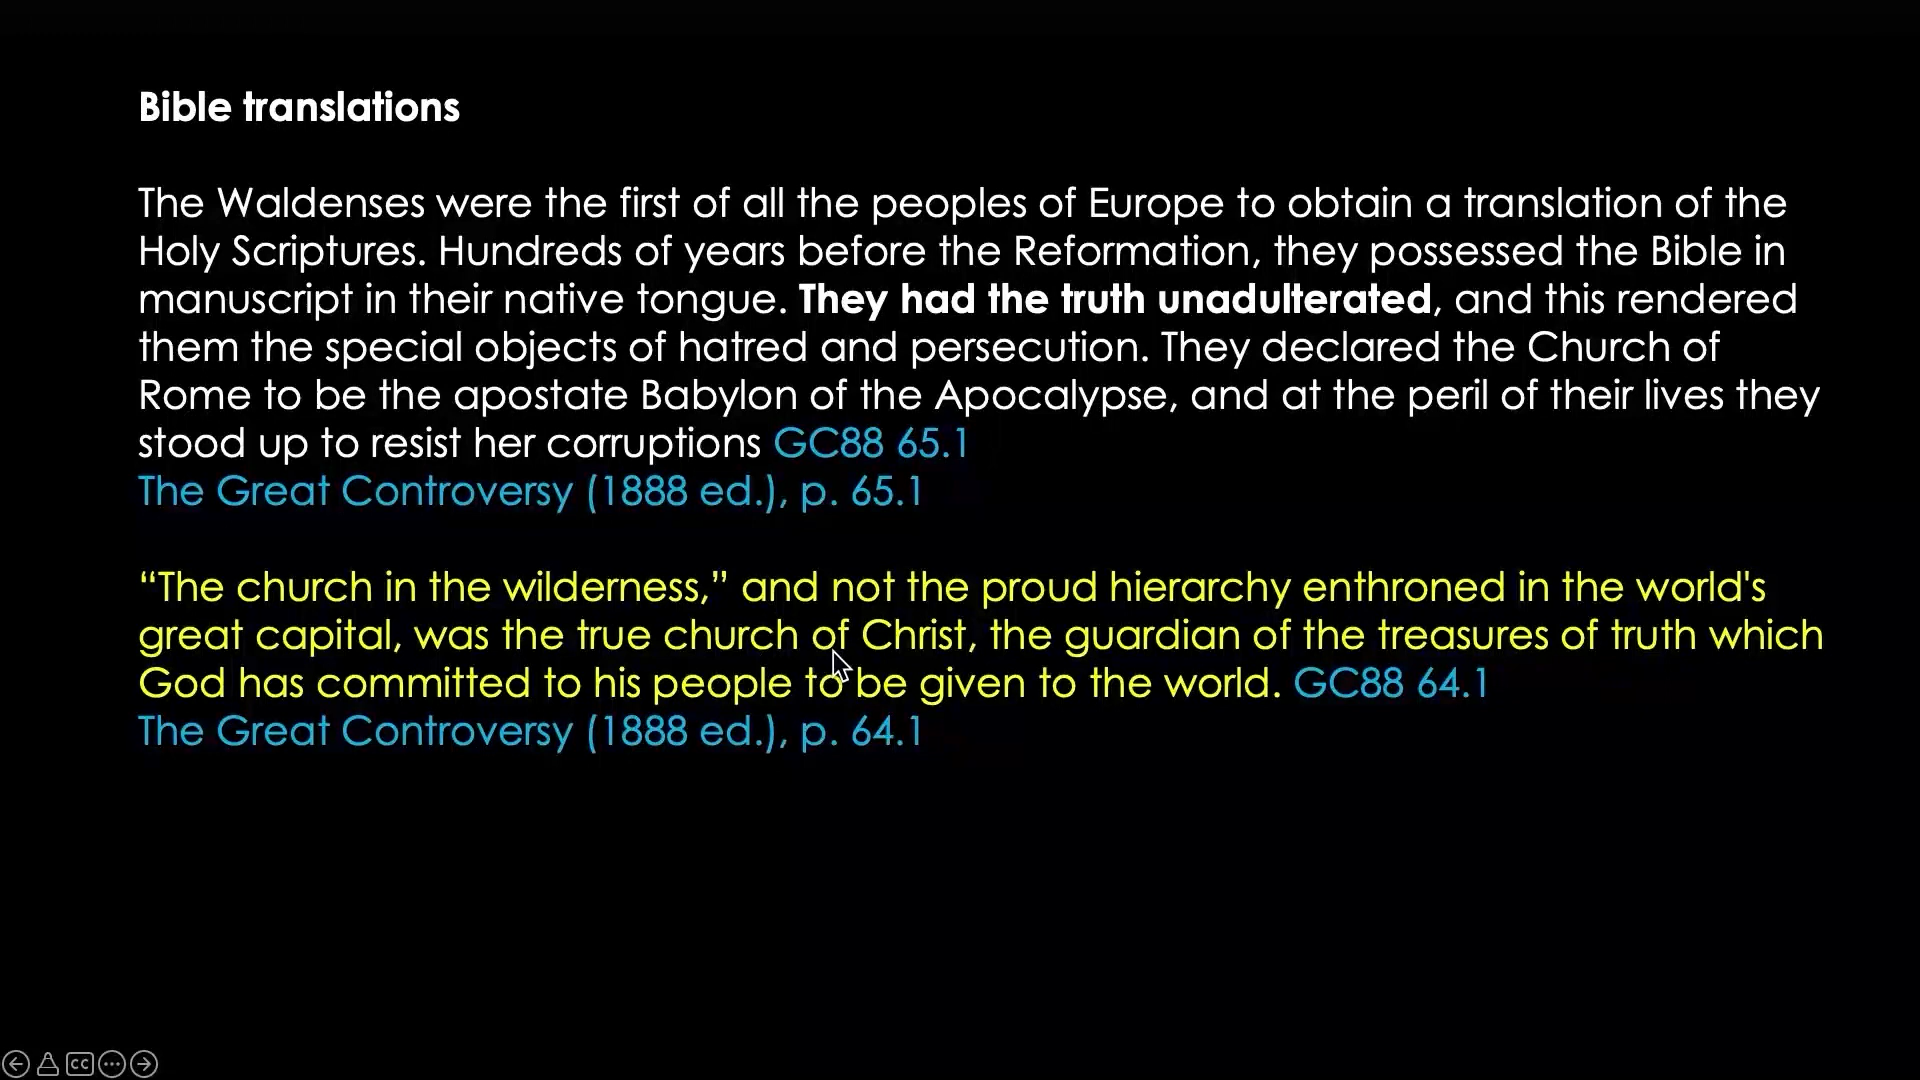 Bible translations
The Waldenses were the first of all the peoples of Europe to obtain a translation of the
Holy Scriptures. Hundreds of years before the Reformation, they possessed the Bible in
manuscript in their native tongue. They had the truth unadulterated, and this rendered
them the special objects of hatred and persecution. They declared the Church of
Rome to be the apostate Babylon of the Apocalypse, and at the peril of their lives they
stood up to resist her corruptions GC88 65.1
The Great Controversy (1888 ed.), p. 65.1
“The church in the wilderness,” and not the proud hierarchy enthroned in the world's
great capital, was the true church of Christ, the guardian of the treasures of truth which
God has committed to his people to be given to the world. GC88 64.1
The Great Controversy (1888 ed.), p. 64.1
CC